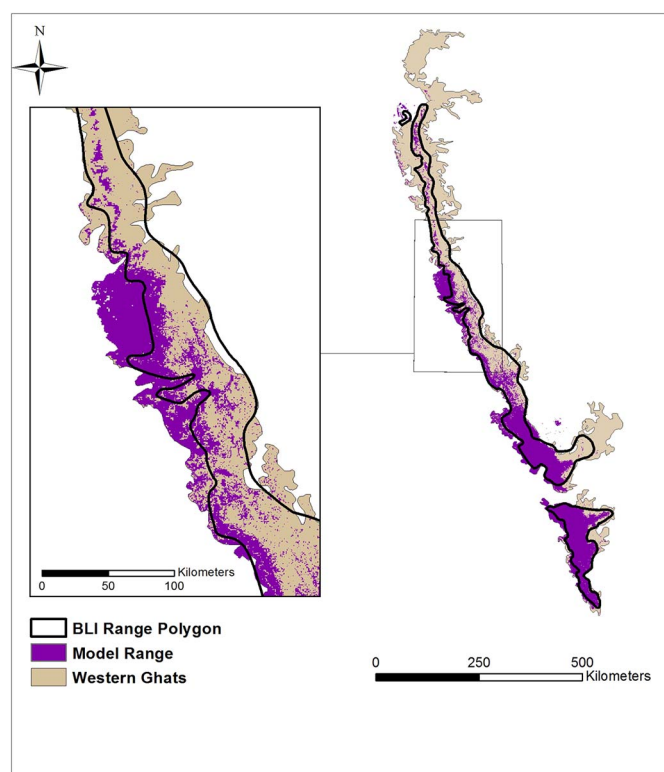 N
0 50 100
Kilometers
BLI Range Polygon
Model Range
Western Ghats
0 250 500
Kilometers